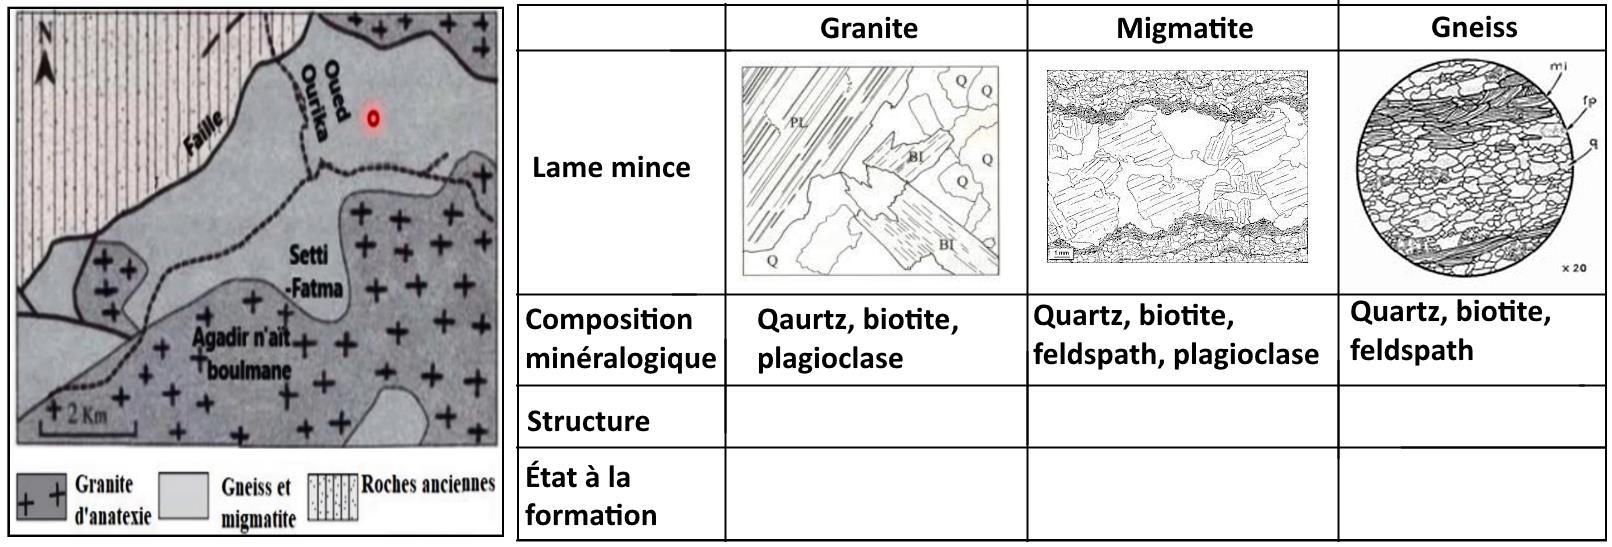 N
Oued
Ourika
Faille
Setti
-Fatma
Agadir n'aït
boulmane
2 Km
Granite
d'anatexie
Gneiss et
migmatite
Roches anciennes
Granite
Migmatite
Gneiss
Lame mince
PL
Q
Q
BI
Q
Q
BI
Q
1 mm
mi
fp
q
x 20
Composition
minéralogique
Qaurtz, biotite,
plagioclase
Quartz, biotite,
feldspath, plagioclase
Quartz, biotite,
feldspath
Structure
État à la
formation